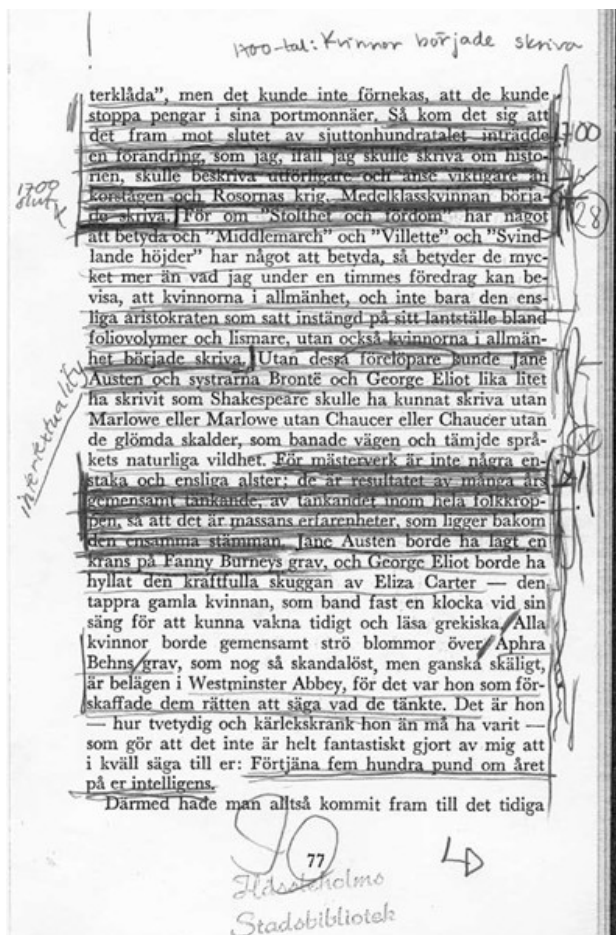 1700-tal: Kvinnor började skriva
terklåda”, men det kunde inte förnekas, att de kunde
stoppa pengar i sina portmonnäer. Så kom det sig att
det fram mot slutet av sjuttonhundratalet inträdde
1700
en förändring, som jag, ifall jag skulle skriva om histo-
rien, skulle beskriva utförligare och anse viktigare än
1700
slut
korstågen och Rosornas krig. Medelklasskvinnan börja-
de skriva. För om ”Stolthet och fördom” har något
28
att betyda och ”Middlemarch” och ”Villette” och ”Svind-
lande höjder” har något att betyda, så betyder de myc-
ket mer än vad jag under en timmes föredrag kan be-
visa, att kvinnorna i allmänhet, och inte bara den ens-
liga aristokraten som satt instängd på sitt lantställe bland
foliovolymer och lismare, utan också kvinnorna i allmän-
het började skriva. Utan dessa förelöpare kunde Jane
Austen och systrarna Brontë och George Eliot lika litet
ha skrivit som Shakespeare skulle ha kunnat skriva utan
Marlowe eller Marlowe utan Chaucer eller Chaucer utan
de glömda skalder, som banade vägen och tämjde språ-
intertextuality
kets naturliga vildhet. För mästerverk är inte några en-
staka och ensliga alster; de är resultatet av många års
gemensamt tänkande, av tänkandet inom hela folkkrop-
pen, så att det är massans erfarenheter, som ligger bakom
den ensamma stämman. Jane Austen borde ha lagt en
krans på Fanny Burneys grav, och George Eliot borde ha
hyllat den kraftfulla skuggan av Eliza Carter — den
tappra gamla kvinnan, som band fast en klocka vid sin
säng för att kunna vakna tidigt och läsa grekiska. Alla
kvinnor borde gemensamt strö blommor över Aphra
Behns grav, som nog så skandalöst, men ganska skäligt,
är belägen i Westminster Abbey, för det var hon som för-
skaffade dem rätten att säga vad de tänkte. Det är hon
— hur tvetydig och kärlekskrank hon än må ha varit —
som gör att det inte är helt fantastiskt gjort av mig att
i kväll säga till er: Förtjäna fem hundra pund om året
på er intelligens.
Därmed hade man alltså kommit fram till det tidiga
77
Stadsbibliotek